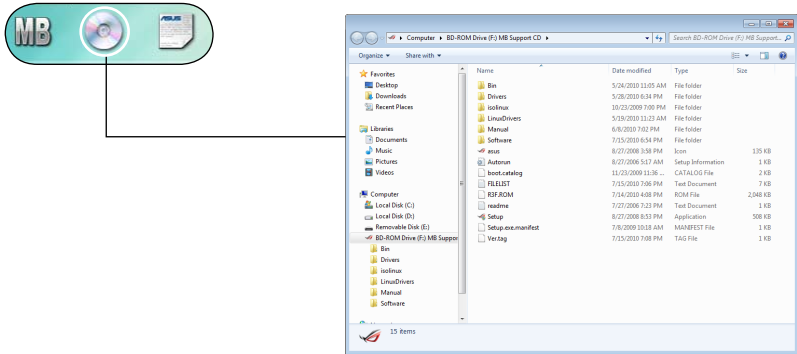 MB
ASUS
Computer BD-ROM Drive (F:) MB Support CD
Search BD-ROM Drive (F:) MB Support...
Organize Share with
Favorites
Desktop
Downloads
Recent Places
Libraries
Documents
Music
Pictures
Videos
Computer
Local Disk (C:)
Local Disk (D:)
Removable Disk (E:)
BD-ROM Drive (F:) MB Suppor
Bin
Drivers
isolinux
LinuxDrivers
Manual
Software
Name Date modified Type Size
Bin 5/24/2010 11:05 AM File folder
Drivers 5/28/2010 6:34 PM File folder
isolinux 10/23/2009 7:00 PM File folder
LinuxDrivers 5/19/2010 11:23 AM File folder
Manual 6/8/2010 7:02 PM File folder
Software 7/15/2010 6:54 PM File folder
asus 8/27/2008 3:58 PM Icon 135 KB
Autorun 8/27/2006 5:17 AM Setup Information 1 KB
boot.catalog 11/23/2009 11:36 ... CATALOG File 2 KB
FILELIST 7/15/2010 7:06 PM Text Document 7 KB
R3F.ROM 7/14/2010 4:08 PM ROM File 2,048 KB
readme 7/27/2006 7:23 PM Text Document 1 KB
Setup 8/27/2008 8:53 PM Application 508 KB
Setup.exe.manifest 7/8/2009 10:18 AM MANIFEST File 1 KB
Ver.tag 7/15/2010 7:08 PM TAG File 1 KB
15 items